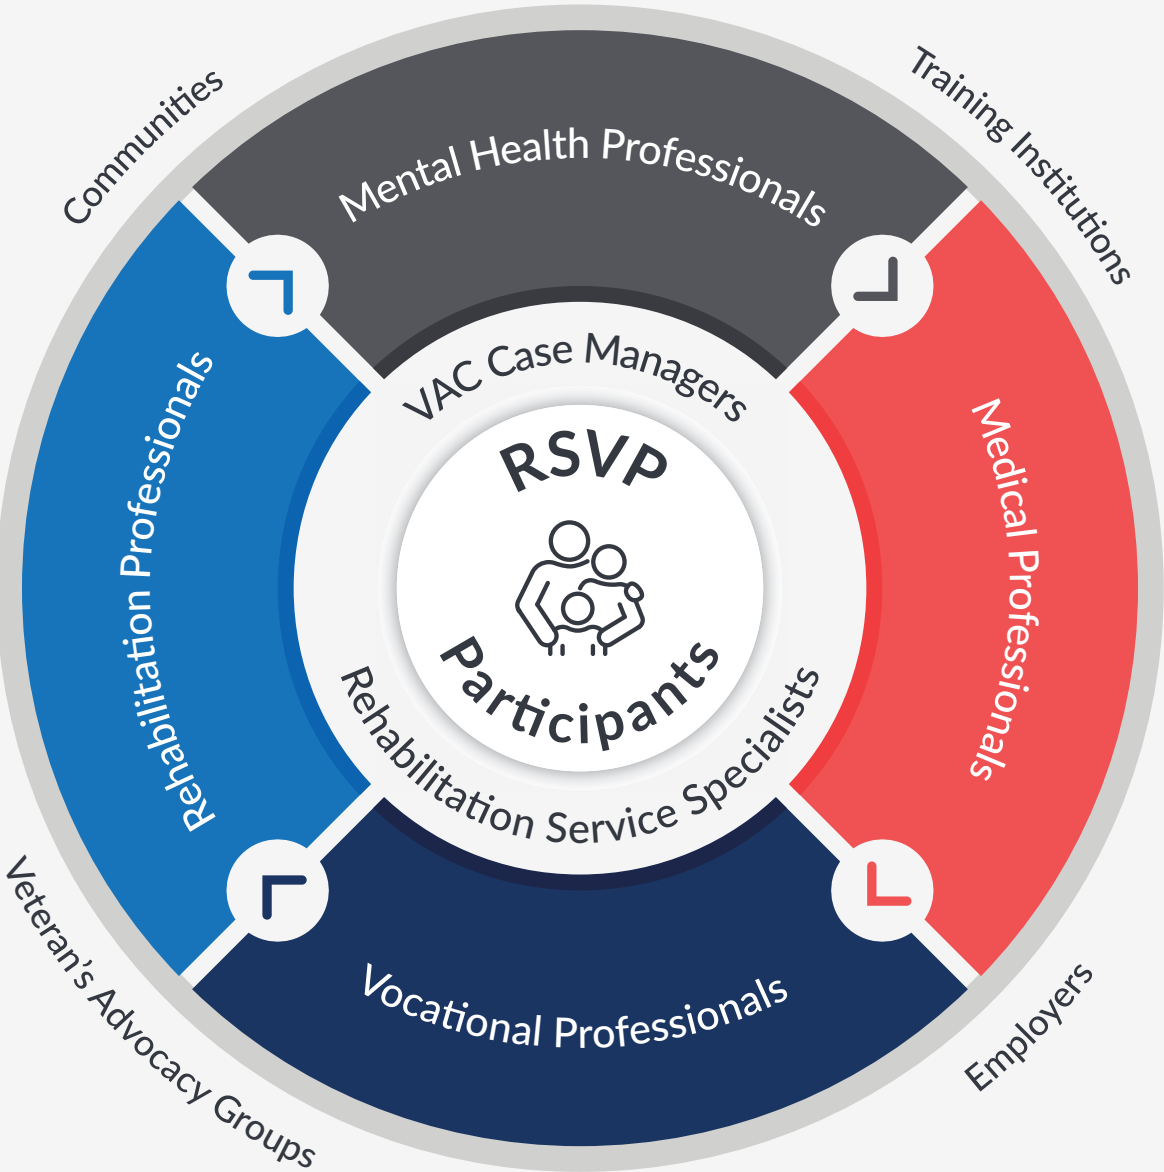 Communities
Training Institutions
Mental Health Professionals
VAC Case Managers
RSVP
Participants
Rehabilitation Service Specialists
Rehabilitation Professionals
Medical Professionals
Vocational Professionals
Veteran’s Advocacy Groups
Employers